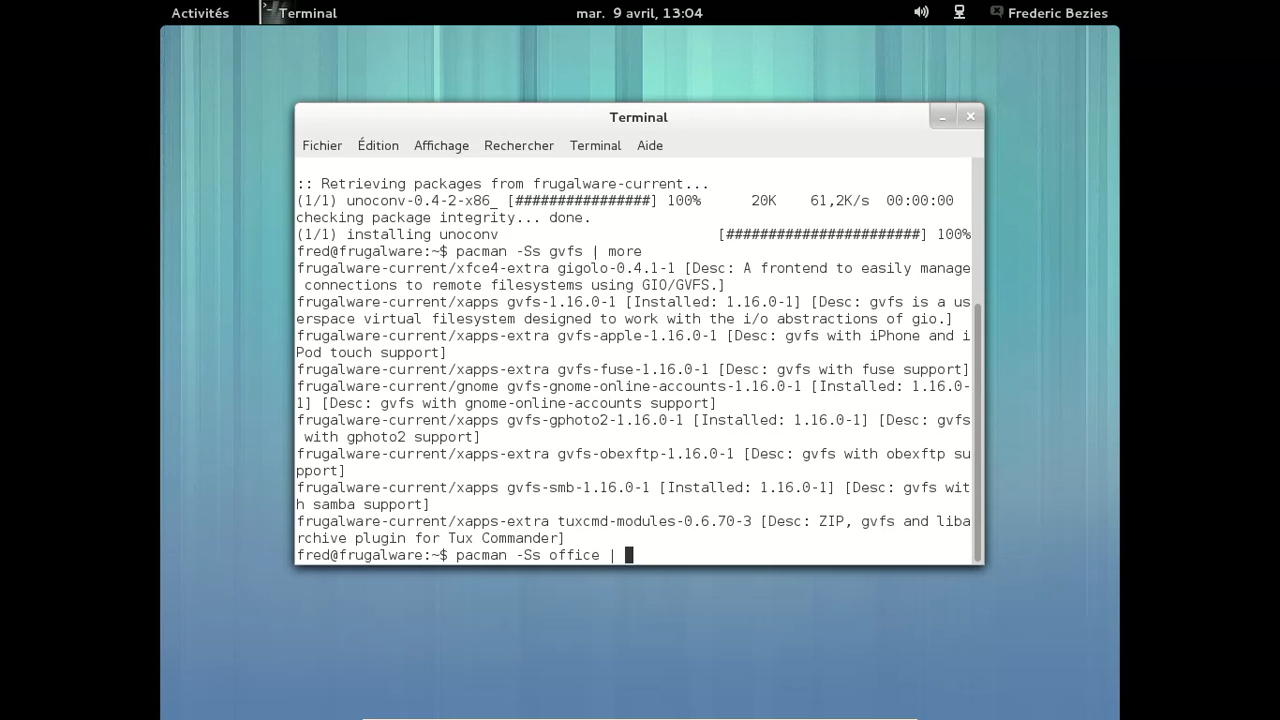 Activités Terminal mar. 9 avril, 13:04 Frederic Bezies
Terminal
Fichier Édition Affichage Rechercher Terminal Aide
:: Retrieving packages from frugalware-current...
(1/1) unoconv-0.4-2-x86_ [################] 100% 20K 61,2K/s 00:00:00
checking package integrity... done.
(1/1) installing unoconv [#######################] 100%
fred@frugalware:~$ pacman -Ss gvfs | more
frugalware-current/xfce4-extra gigolo-0.4.1-1 [Desc: A frontend to easily manage
connections to remote filesystems using GIO/GVFS.]
frugalware-current/xapps gvfs-1.16.0-1 [Installed: 1.16.0-1] [Desc: gvfs is a us
erspace virtual filesystem designed to work with the i/o abstractions of gio.]
frugalware-current/xapps-extra gvfs-apple-1.16.0-1 [Desc: gvfs with iPhone and i
Pod touch support]
frugalware-current/xapps-extra gvfs-fuse-1.16.0-1 [Desc: gvfs with fuse support]
frugalware-current/gnome gvfs-gnome-online-accounts-1.16.0-1 [Installed: 1.16.0-
1] [Desc: gvfs with gnome-online-accounts support]
frugalware-current/xapps gvfs-gphoto2-1.16.0-1 [Installed: 1.16.0-1] [Desc: gvfs
with gphoto2 support]
frugalware-current/xapps-extra gvfs-obexftp-1.16.0-1 [Desc: gvfs with obexftp su
pport]
frugalware-current/xapps gvfs-smb-1.16.0-1 [Installed: 1.16.0-1] [Desc: gvfs wit
h samba support]
frugalware-current/xapps-extra tuxcmd-modules-0.6.70-3 [Desc: ZIP, gvfs and liba
rchive plugin for Tux Commander]
fred@frugalware:~$ pacman -Ss office |